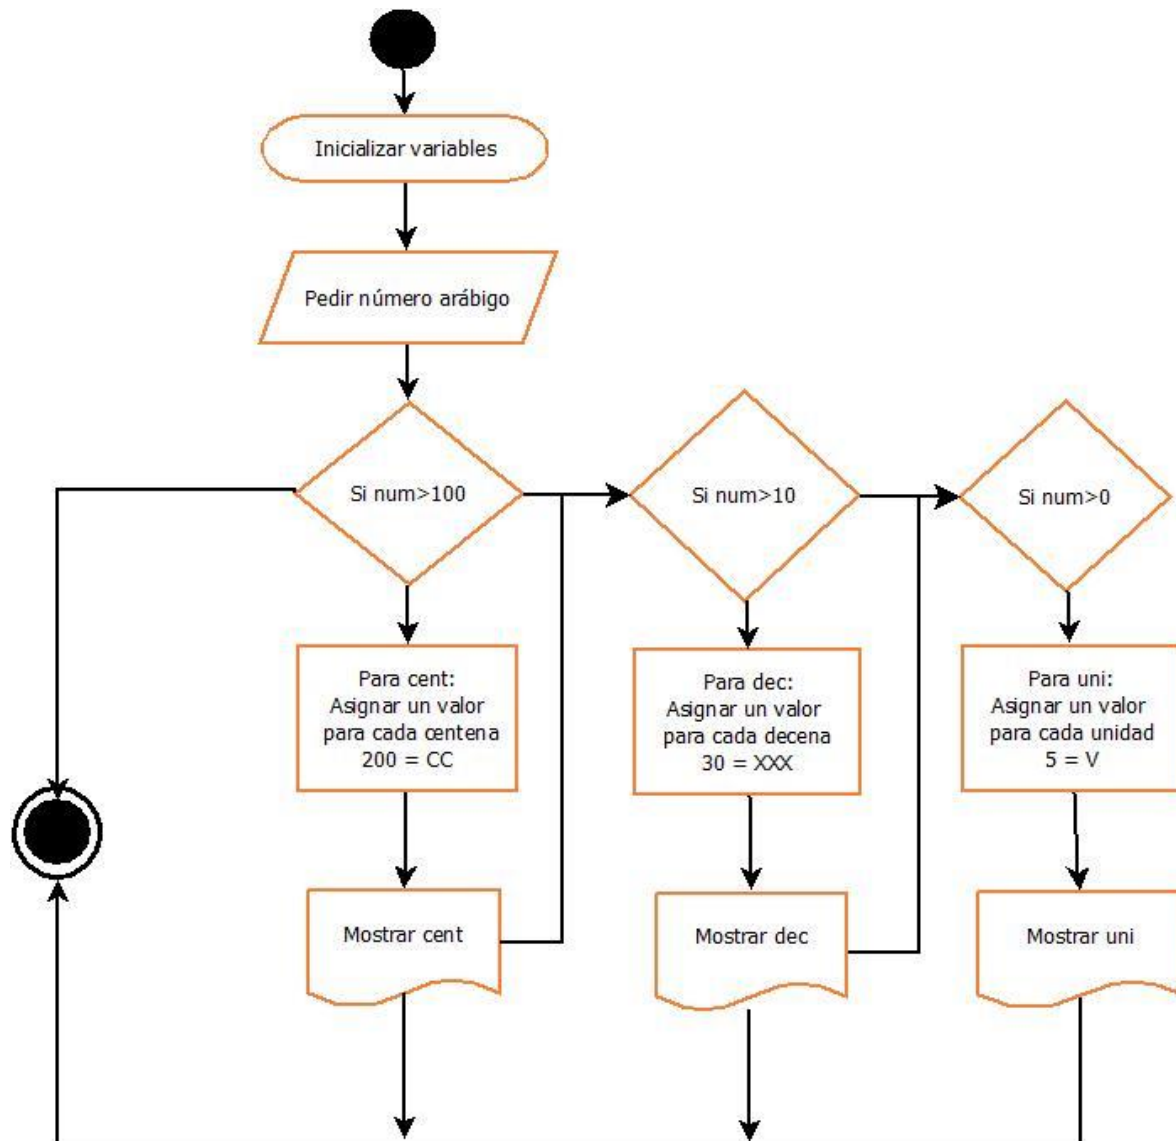 Inicializar variables
Pedir número arábigo
Si num>100
Si num>10
Si num>0
Para cent:
Asignar un valor
para cada centena
200 = CC
Para dec:
Asignar un valor
para cada decena
30 = XXX
Para uni:
Asignar un valor
para cada unidad
5 = V
Mostrar cent
Mostrar dec
Mostrar uni